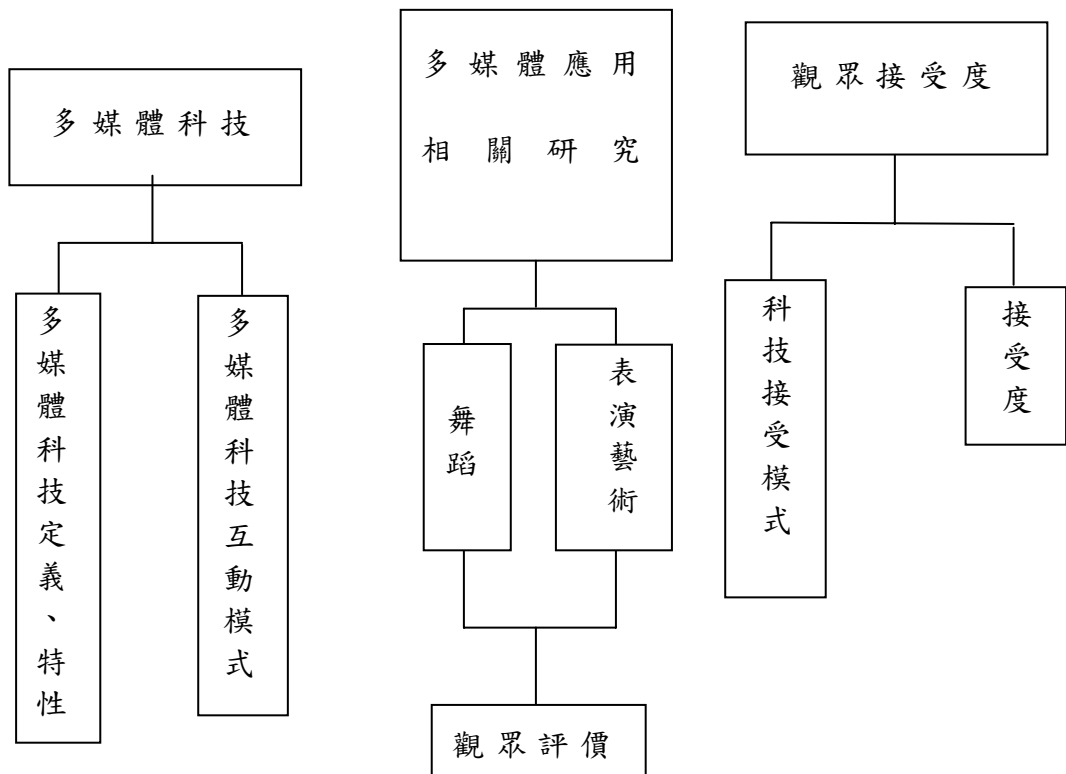 多媒體科技
多媒體科技定義、特性
多媒體科技互動模式
多媒體應用
相關研究
舞蹈
表演藝術
觀眾評價
觀眾接受度
科技接受模式
接受度